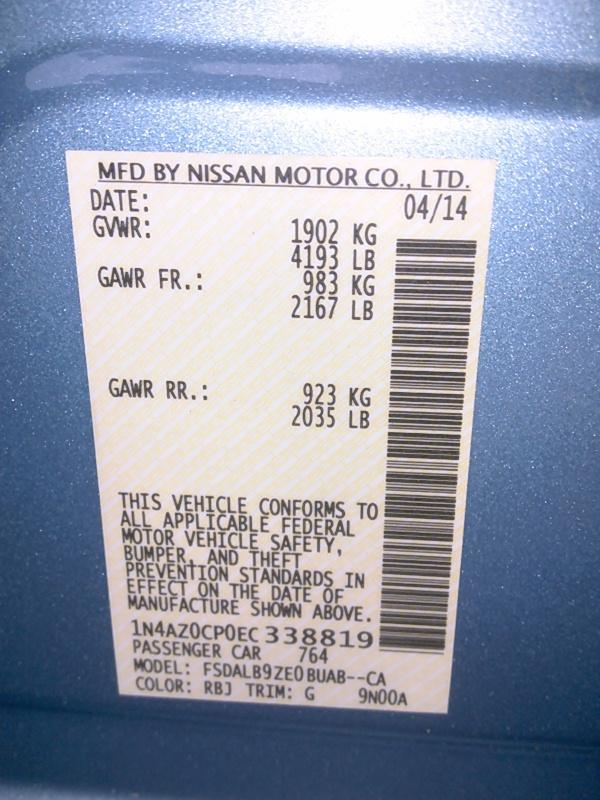 MFD BY NISSAN MOTOR CO., LTD.
DATE: 04/14
GVWR: 1902 KG
4193 LB
GAWR FR.: 983 KG
2167 LB
GAWR RR.: 923 KG
2035 LB
THIS VEHICLE CONFORMS TO
ALL APPLICABLE FEDERAL
MOTOR VEHICLE SAFETY,
BUMPER, AND THEFT
PREVENTION STANDARDS IN
EFFECT ON THE DATE OF
MANUFACTURE SHOWN ABOVE.
1N4AZ0CP0EC338819
PASSENGER CAR 764
MODEL: FSDALB9ZE0BUAB--CA
COLOR: RBJ TRIM: G 9N00A